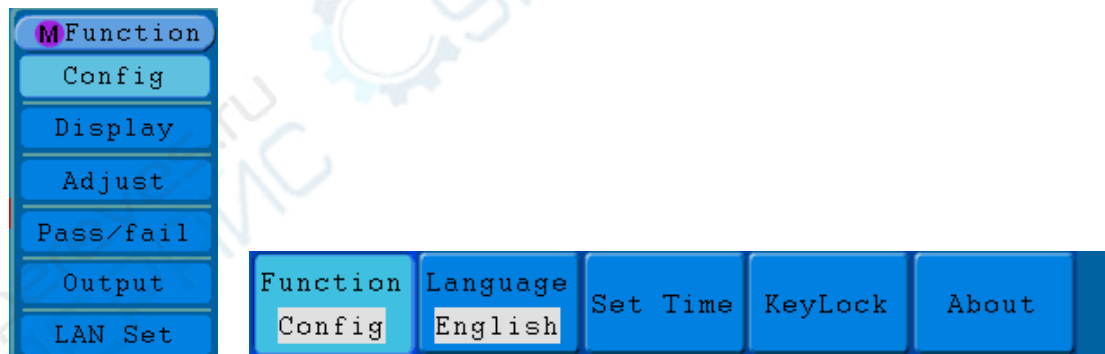 MFunction
Config
Display
Adjust
Pass/fail
Output
LAN Set
Function
Config
Language
English
Set Time
KeyLock
About